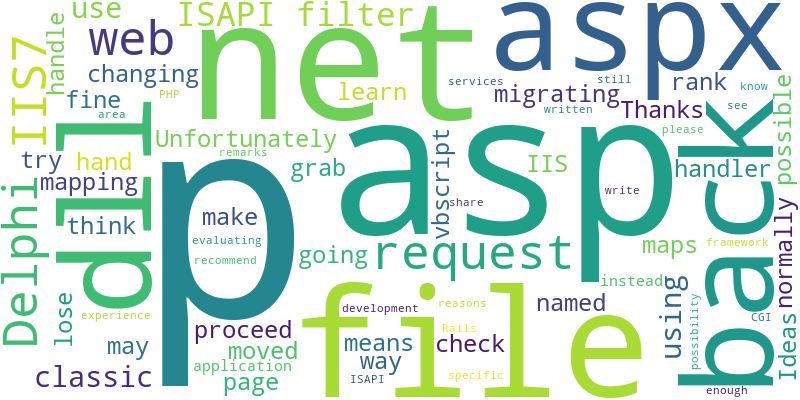 use
ISAPI filter
aspx
web
net
handle
IIS7
changing
services
still
rank
know
fine
PHP
learn
migrating
written
see
area
Thanks
please
possible
Unfortunately
dll
p
asp
back
try
hand
remarks
grab
vbscript
IIS
handler
mapping
share
write
Delphi
think
make
evaluating
recommend
going
request
maps
framework
normally
lose
experience
file
instead
using
possibility
Ideas
may
proceed
development
reasons
named
CGI
moved
means
Rails
check
classic
application
page
way
ISAPI
specific
enough